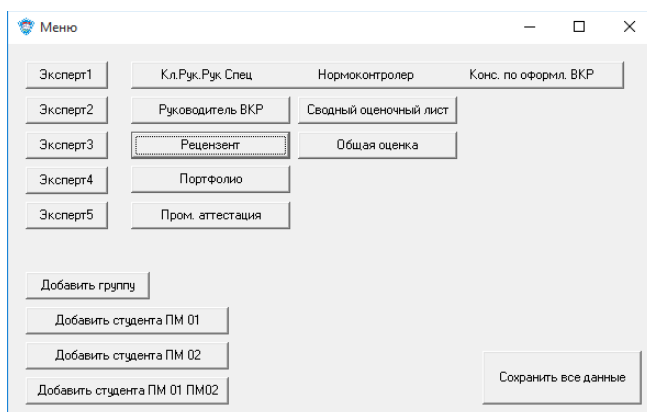 Меню
Эксперт1 Кл.Рук.Рук Спец Нормоконтролер Конс. по оформл. ВКР
Эксперт2 Руководитель ВКР Сводный оценочный лист
Эксперт3 Рецензент Общая оценка
Эксперт4 Портфолио
Эксперт5 Пром. аттестация
Добавить группу
Добавить студента ПМ 01
Добавить студента ПМ 02
Сохранить все данные
Добавить студента ПМ 01 ПМ02